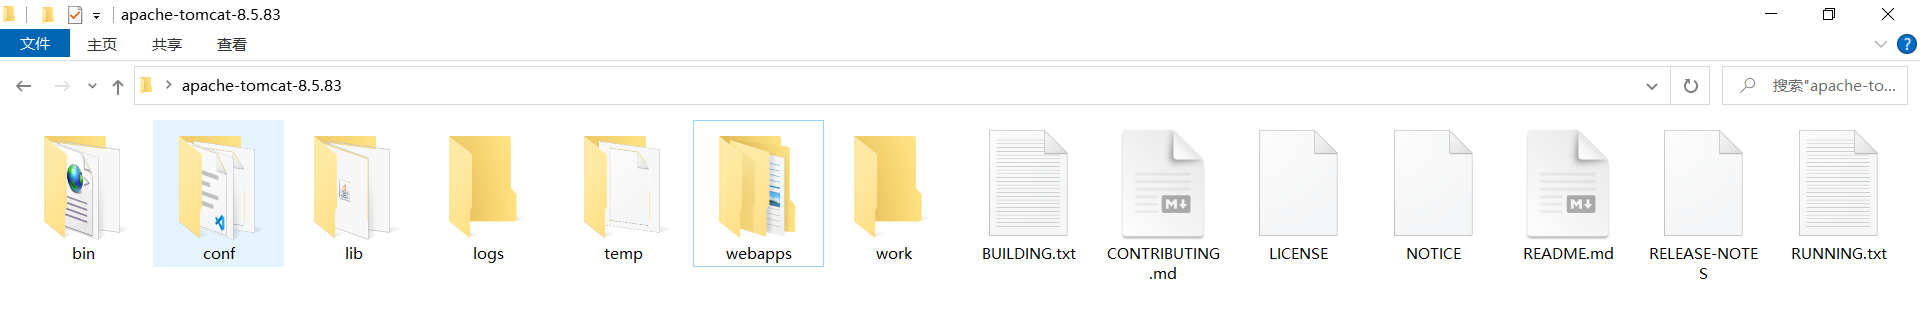 apache-tomcat-8.5.83
文件 主页 共享 查看
apache-tomcat-8.5.83 搜索"apache-to...
bin conf lib logs temp webapps work BUILDING.txt CONTRIBUTING LICENSE NOTICE README.md RELEASE-NOTE RUNNING.txt
.md S